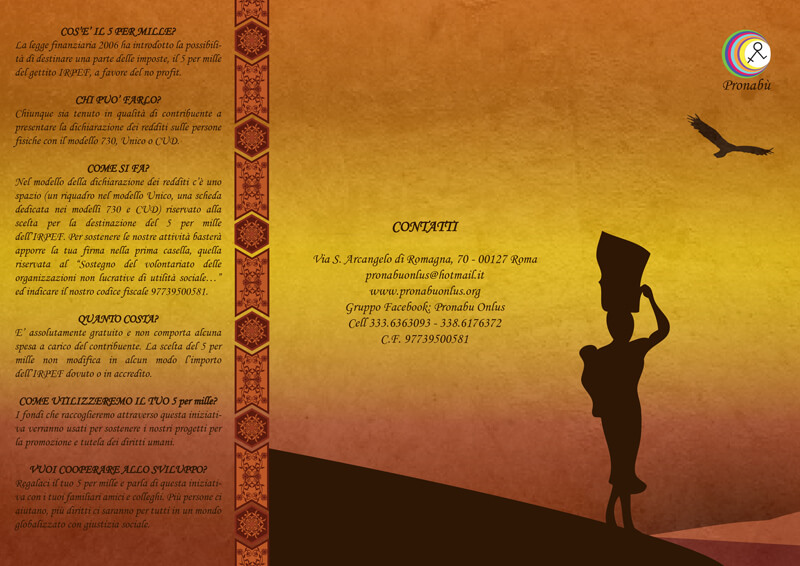 COS'E' IL 5 PER MILLE?
La legge finanziaria 2006 ha introdotto la possibili-
tà di destinare una parte delle imposte, il 5 per mille
del gettito IRPEF, a favore del no profit.
CHI PUO' FARLO?
Chiunque sia tenuto in qualità di contribuente a
presentare la dichiarazione dei redditi sulle persone
fisiche con il modello 730, Unico o CUD.
COME SI FA?
Nel modello della dichiarazione dei redditi c'è uno
spazio (un riquadro nel modello Unico, una scheda
dedicata nei modelli 730 e CUD) riservato alla
scelta per la destinazione del 5 per mille
dell'IRPEF. Per sostenere le nostre attività basterà
apporre la tua firma nella prima casella, quella
riservata al "Sostegno del volontariato delle
organizzazioni non lucrative di utilità sociale…"
ed indicare il nostro codice fiscale 97739500581.
QUANTO COSTA?
E' assolutamente gratuito e non comporta alcuna
spesa a carico del contribuente. La scelta del 5 per
mille non modifica in alcun modo l'importo
dell'IRPEF dovuto o in accredito.
COME UTILIZZEREMO IL TUO 5 per mille?
I fondi che raccoglieremo attraverso questa iniziati-
va verranno usati per sostenere i nostri progetti per
la promozione e tutela dei diritti umani.
VUOI COOPERARE ALLO SVILUPPO?
Regalaci il tuo 5 per mille e parla di questa iniziati-
va con i tuoi familiari amici e colleghi. Più persone ci
aiutano, più diritti ci saranno per tutti in un mondo
globalizzato con giustizia sociale.
CONTATTI
Via S. Arcangelo di Romagna, 70 - 00127 Roma
pronabuonlus@hotmail.it
www.pronabuonlus.org
Gruppo Facebook: Pronabu Onlus
Cell 333.6363093 - 338.6176372
C.F. 97739500581
Pronabù